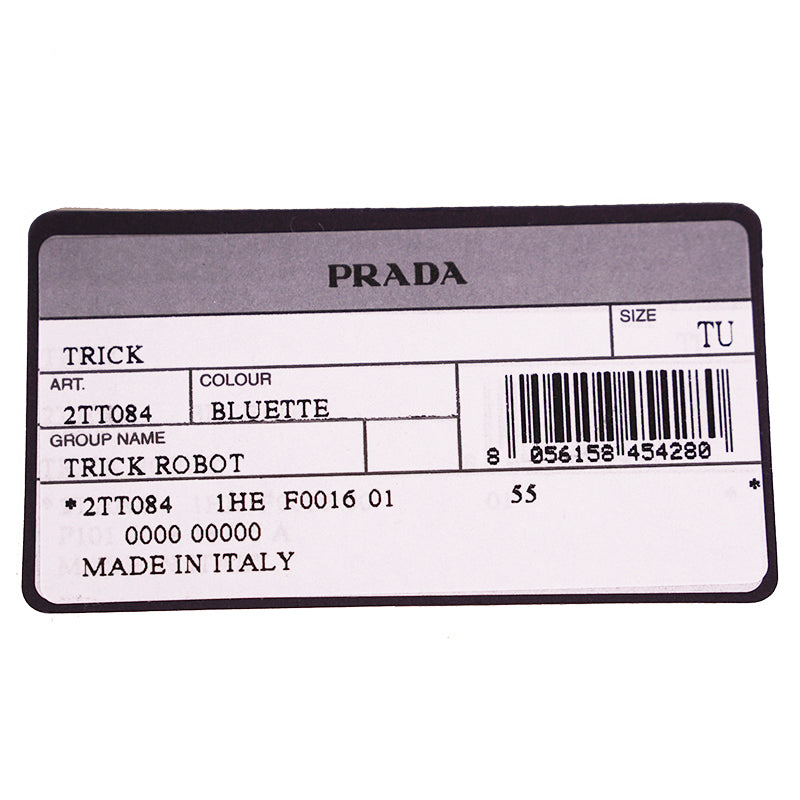 PRADA
SIZE
TRICK TU
ART. COLOUR
2TT084 BLUETTE
GROUP NAME
TRICK ROBOT
8 056158 454280
*2TT084 1HE F0016 01 55 *
0000 00000
MADE IN ITALY